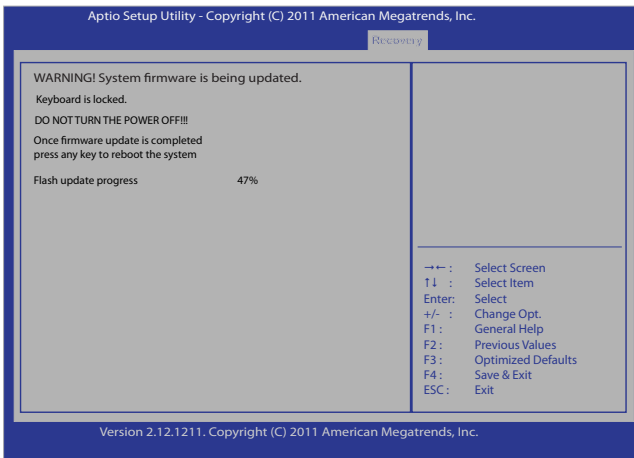 Aptio Setup Utility - Copyright (C) 2011 American Megatrends, Inc.
Recovery
WARNING! System firmware is being updated.
Keyboard is locked.
DO NOT TURN THE POWER OFF!!!
Once firmware update is completed
press any key to reboot the system
Flash update progress 47%
→← : Select Screen
↑↓ : Select Item
Enter: Select
+/- : Change Opt.
F1 : General Help
F2 : Previous Values
F3 : Optimized Defaults
F4 : Save & Exit
ESC : Exit
Version 2.12.1211. Copyright (C) 2011 American Megatrends, Inc.